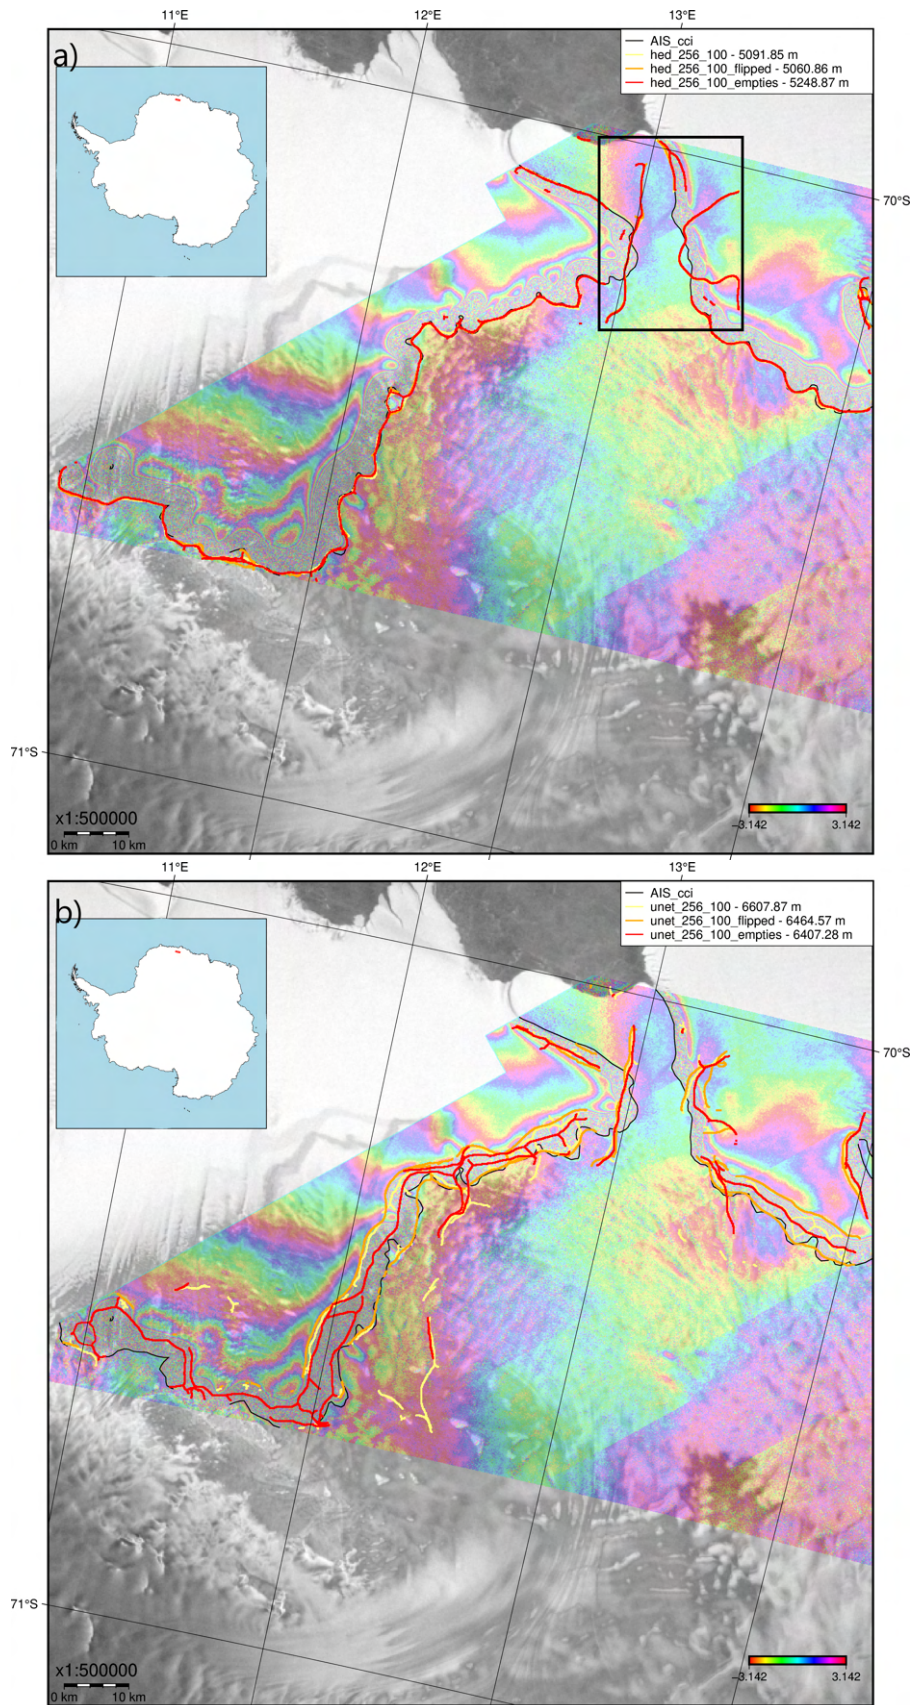 11°E 12°E 13°E
a)
AIS_cci
hed_256_100 - 5091.85 m
hed_256_100_flipped - 5060.86 m
hed_256_100_empties - 5248.87 m
70°S
71°S
x1:500000
0 km 10 km
-3.142 3.142
11°E 12°E 13°E
b)
AIS_cci
unet_256_100 - 6607.87 m
unet_256_100_flipped - 6464.57 m
unet_256_100_empties - 6407.28 m
70°S
71°S
x1:500000
0 km 10 km
-3.142 3.142